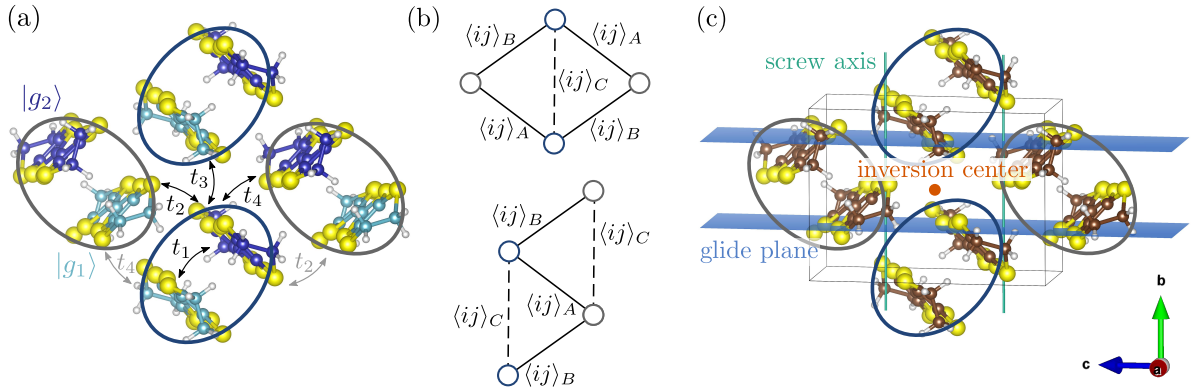 (a)
|g₂⟩
t₃
t₂
t₄
t₁
|g₁⟩
t₄
t₂
(b)
⟨ij⟩_B
⟨ij⟩_A
⟨ij⟩_C
⟨ij⟩_A
⟨ij⟩_B
⟨ij⟩_B
⟨ij⟩_C
⟨ij⟩_A
⟨ij⟩_C
⟨ij⟩_B
(c)
screw axis
inversion center
glide plane
b
c
a